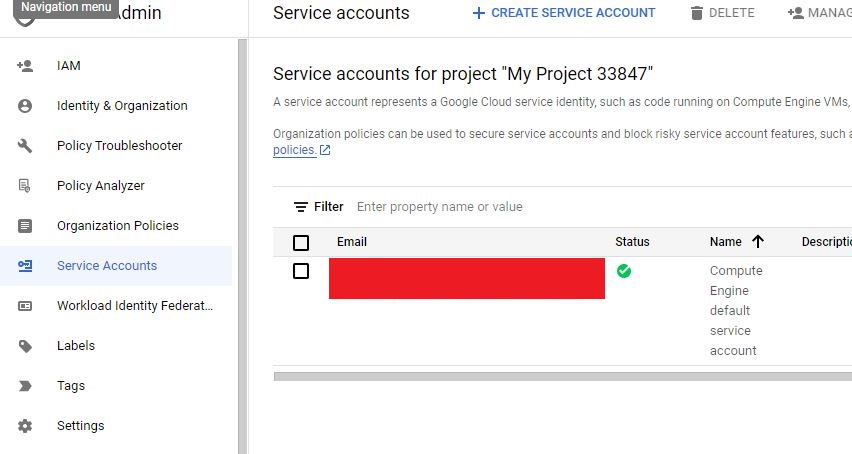 Navigation menu
Admin
Service accounts
CREATE SERVICE ACCOUNT
DELETE
MANAG
IAM
Identity & Organization
Policy Troubleshooter
Policy Analyzer
Organization Policies
Service Accounts
Workload Identity Federat...
Labels
Tags
Settings
Service accounts for project "My Project 33847"
A service account represents a Google Cloud service identity, such as code running on Compute Engine VMs,
Organization policies can be used to secure service accounts and block risky service account features, such a
policies.
Filter Enter property name or value
Email Status Name Descriptio
Compute
Engine
default
service
account